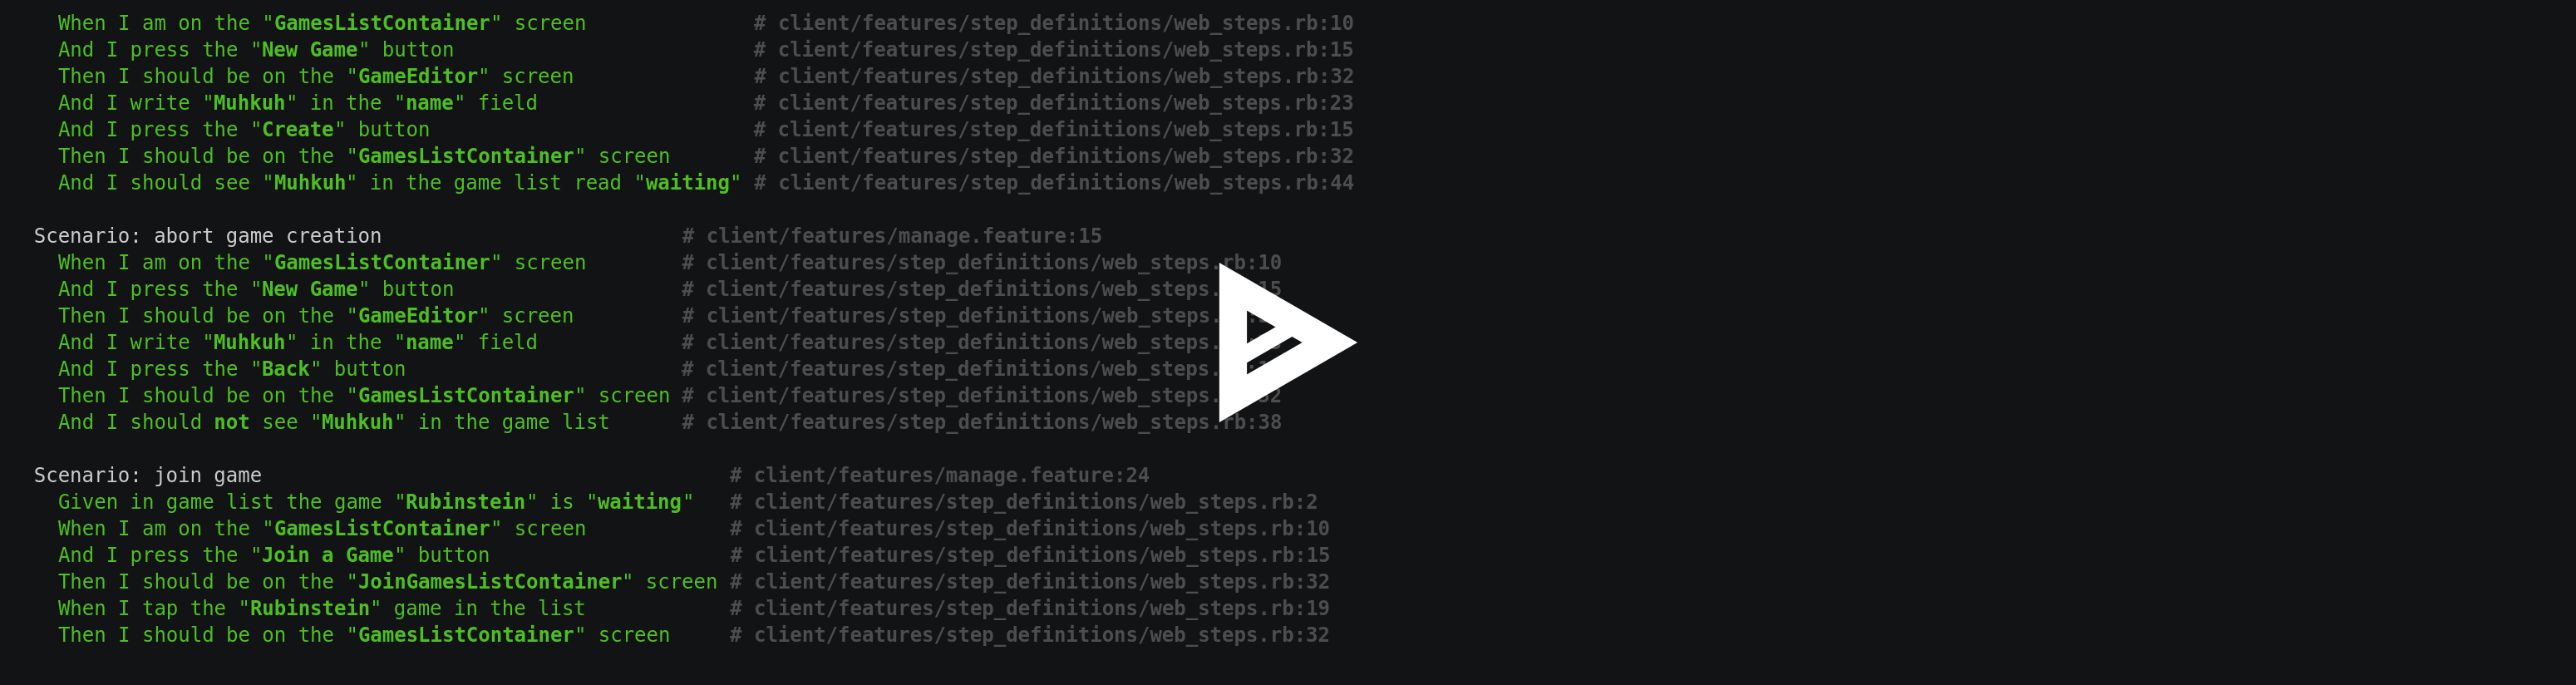 When I am on the "GamesListContainer" screen # client/features/step_definitions/web_steps.rb:10
And I press the "New Game" button # client/features/step_definitions/web_steps.rb:15
Then I should be on the "GameEditor" screen # client/features/step_definitions/web_steps.rb:32
And I write "Muhkuh" in the "name" field # client/features/step_definitions/web_steps.rb:23
And I press the "Create" button # client/features/step_definitions/web_steps.rb:15
Then I should be on the "GamesListContainer" screen # client/features/step_definitions/web_steps.rb:32
And I should see "Muhkuh" in the game list read "waiting" # client/features/step_definitions/web_steps.rb:44
Scenario: abort game creation # client/features/manage.feature:15
When I am on the "GamesListContainer" screen # client/features/step_definitions/web_steps.rb:10
And I press the "New Game" button # client/features/step_definitions/web_steps. 15
Then I should be on the "GameEditor" screen # client/features/step_definitions/web_steps.
And I write "Muhkuh" in the "name" field # client/features/step_definitions/web_steps.
And I press the "Back" button # client/features/step_definitions/web_steps.
Then I should be on the "GamesListContainer" screen # client/features/step_definitions/web_steps. 32
And I should not see "Muhkuh" in the game list # client/features/step_definitions/web_steps.rb:38
Scenario: join game # client/features/manage.feature:24
Given in game list the game "Rubinstein" is "waiting" # client/features/step_definitions/web_steps.rb:2
When I am on the "GamesListContainer" screen # client/features/step_definitions/web_steps.rb:10
And I press the "Join a Game" button # client/features/step_definitions/web_steps.rb:15
Then I should be on the "JoinGamesListContainer" screen # client/features/step_definitions/web_steps.rb:32
When I tap the "Rubinstein" game in the list # client/features/step_definitions/web_steps.rb:19
Then I should be on the "GamesListContainer" screen # client/features/step_definitions/web_steps.rb:32